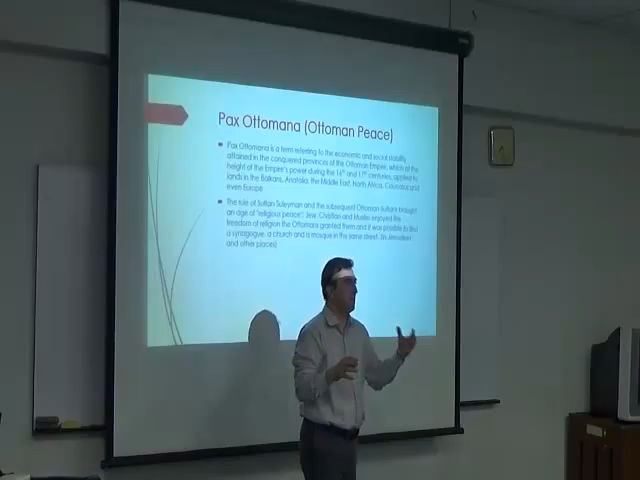 Pax Ottomana (Ottoman Peace)
Pax Ottomana is a term referring to the economic and social stability
attained in the conquered provinces of the Ottoman Empire, which at the
height of the Empire's power during the 16th and 17th centuries, applied to
lands in the Balkans, Anatolia, the Middle East, North Africa, Caucasus and
even Europe
The rule of Sultan Suleyman and the subsequent Ottoman Sultans brought
an age of 'religious peace'; Jew, Christian and Muslim enjoyed the
freedom of religion the Ottomans granted them and it was possible to find
a synagogue, a church and a mosque in the same street. (in Jerusalem
and other places)